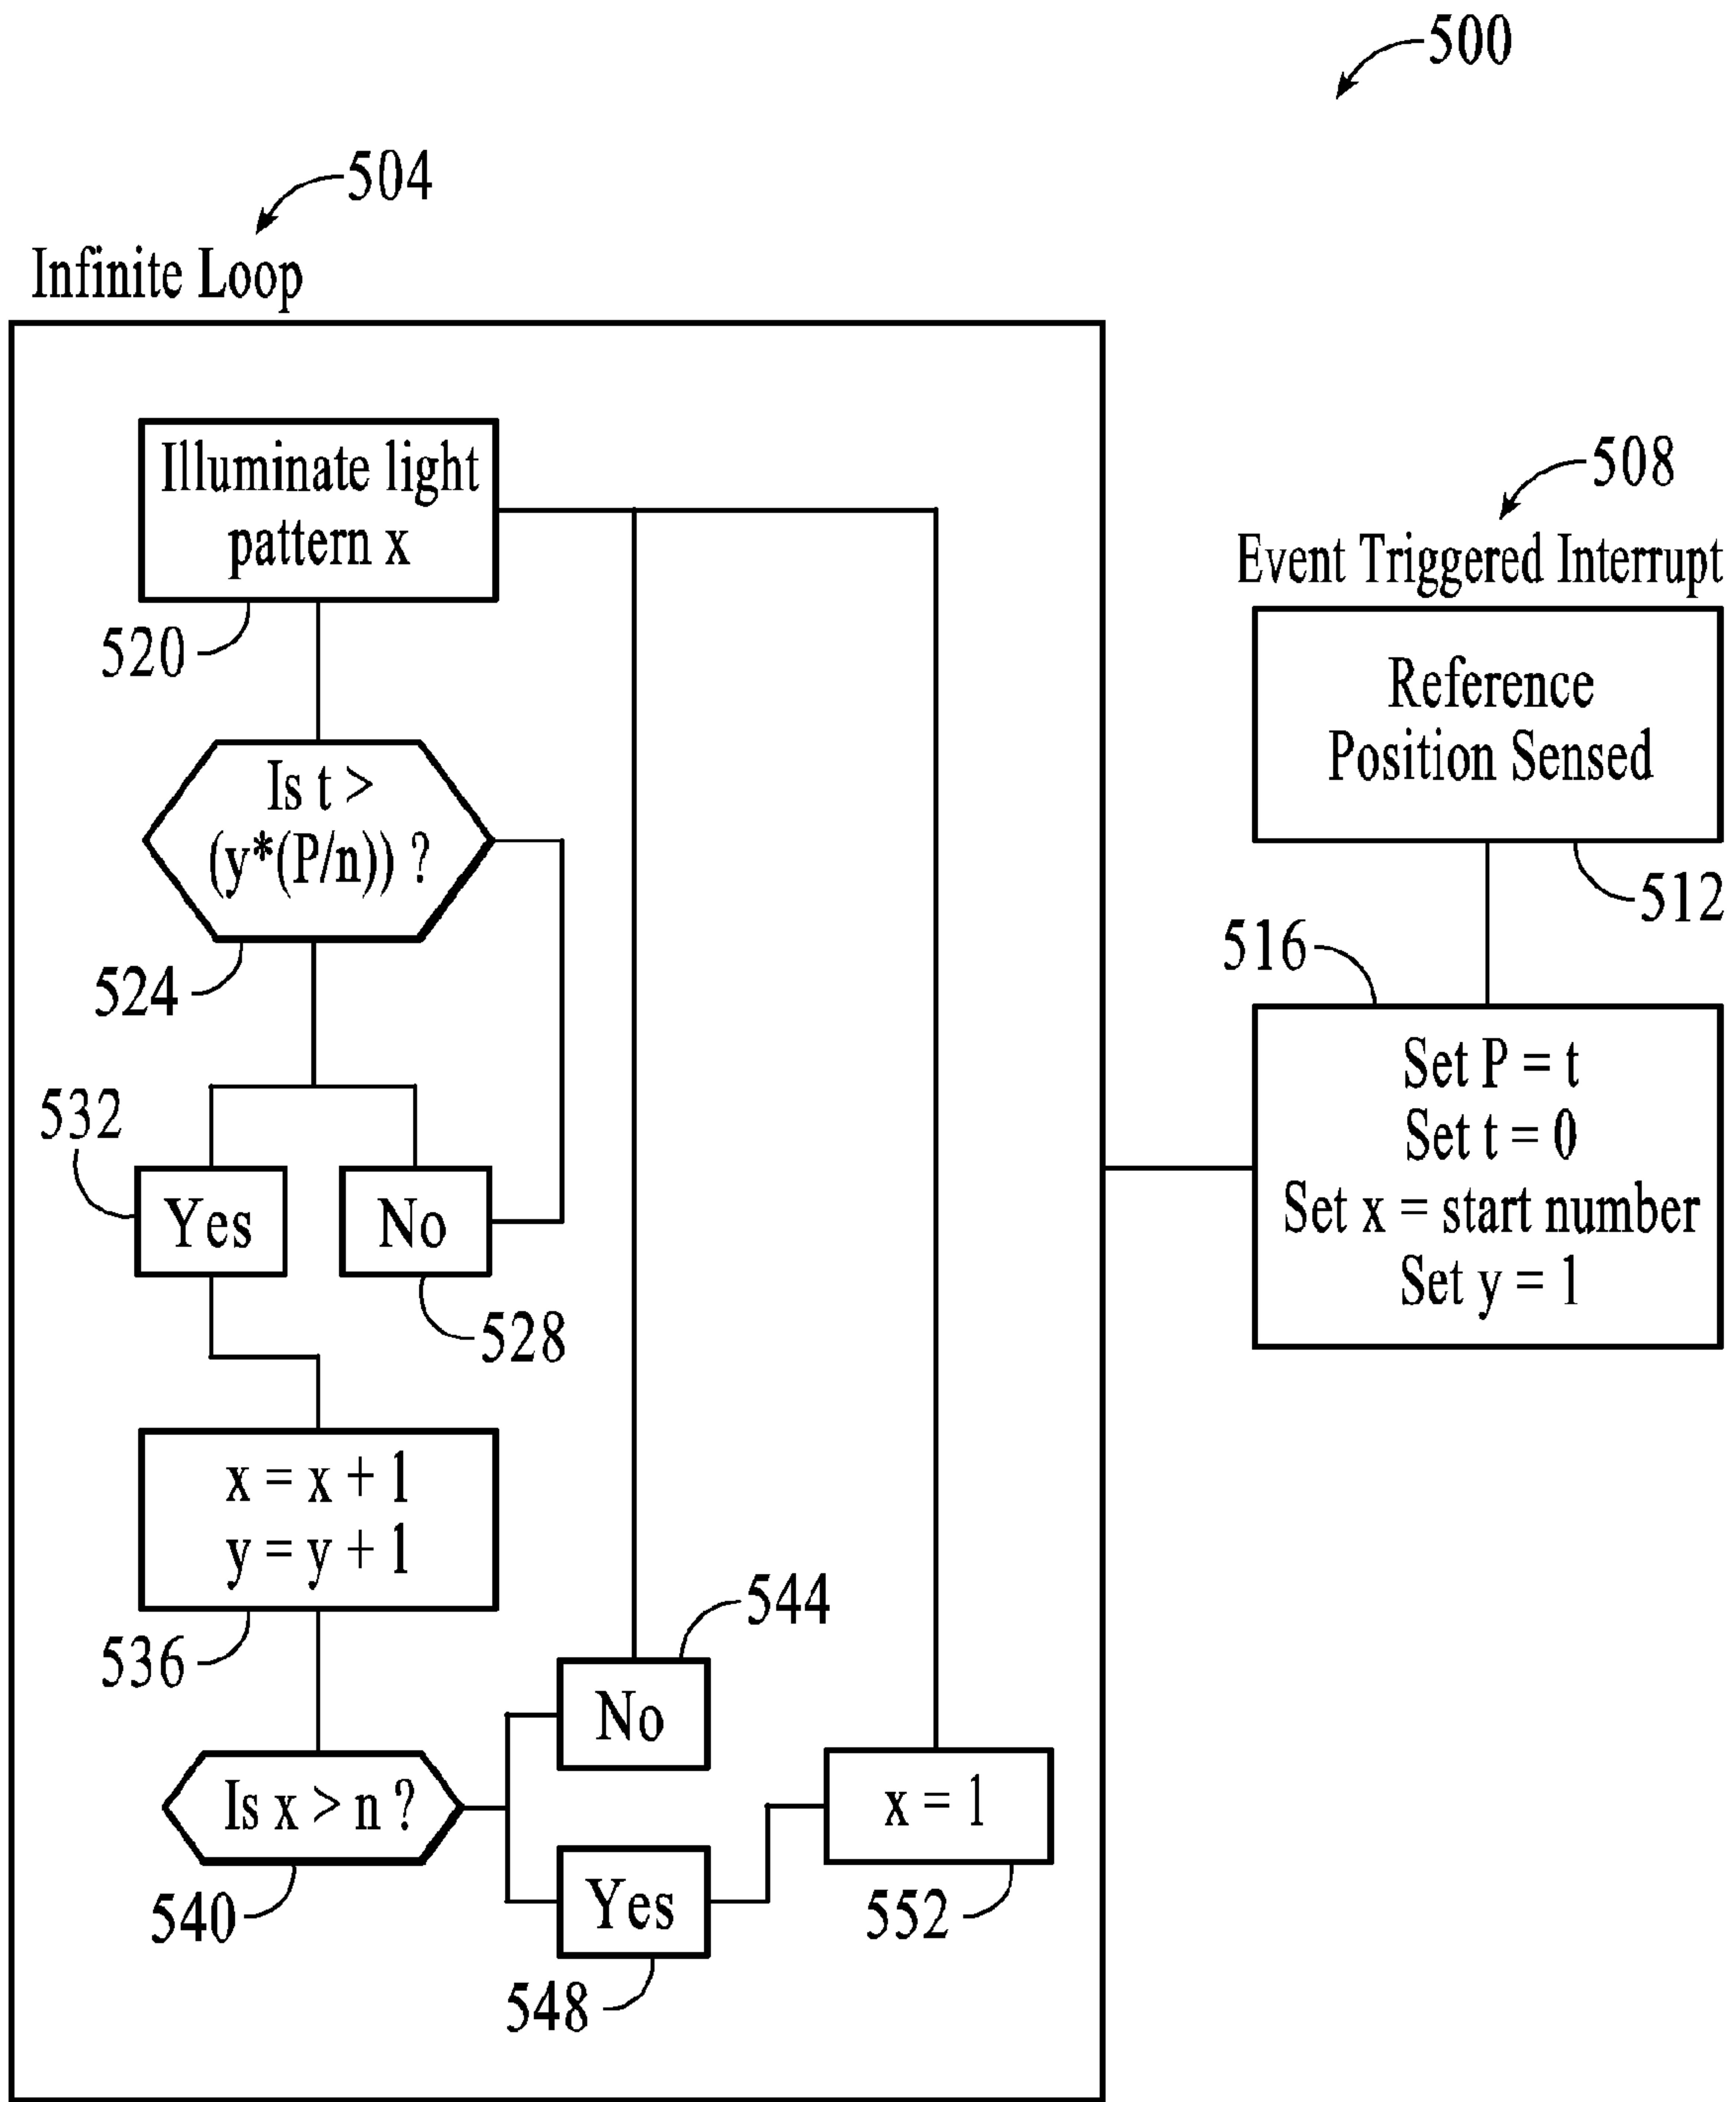 500
504
Infinite Loop
Illuminate light
pattern x
520
Is t >
(y*(P/n)) ?
524
532
Yes
No
528
x = x + 1
y = y + 1
536
544
No
Is x > n ?
540
Yes
548
x = 1
552
508
Event Triggered Interrupt
Reference
Position Sensed
512
516
Set P = t
Set t = 0
Set x = start number
Set y = 1